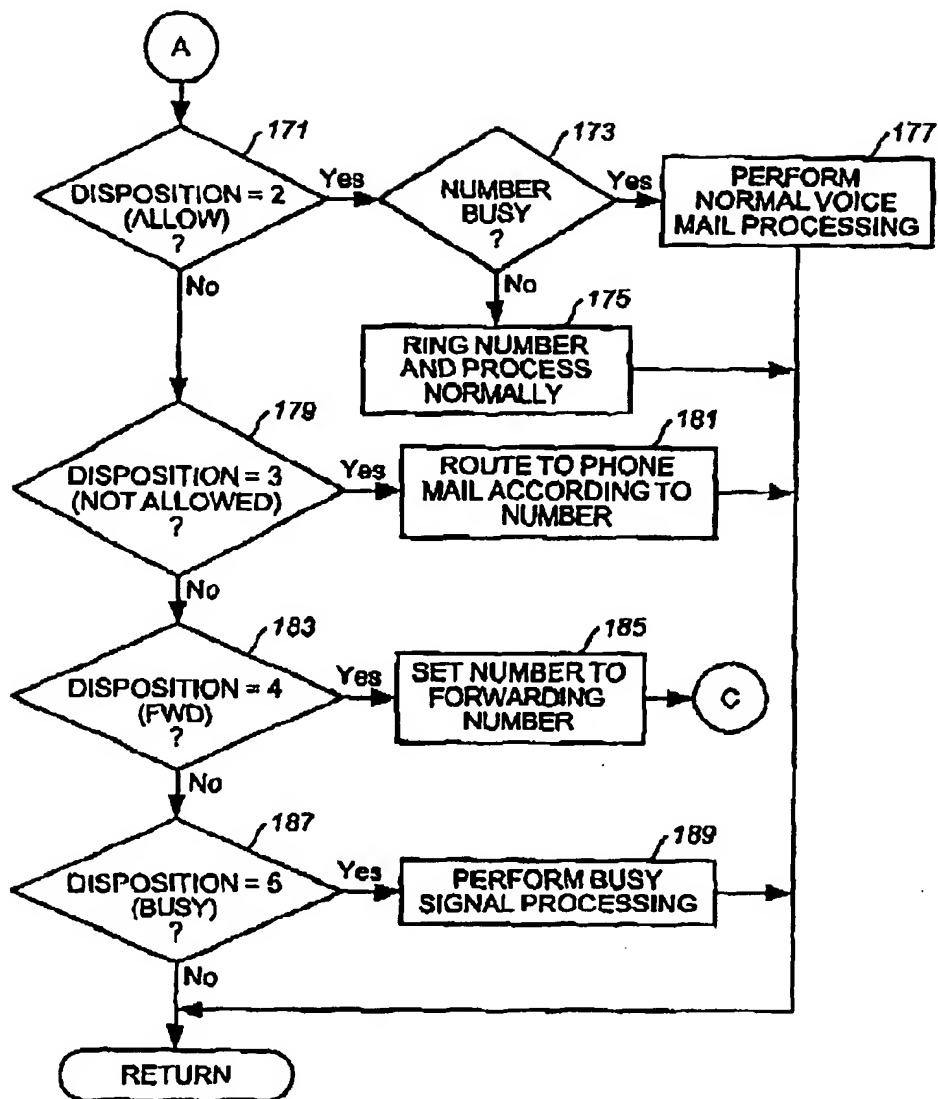 A
171
DISPOSITION = 2
(ALLOW)
?
Yes
No
173
NUMBER
BUSY
?
Yes
No
177
PERFORM
NORMAL VOICE
MAIL PROCESSING
175
RING NUMBER
AND PROCESS
NORMALLY
179
DISPOSITION = 3
(NOT ALLOWED)
?
Yes
No
181
ROUTE TO PHONE
MAIL ACCORDING TO
NUMBER
183
DISPOSITION = 4
(FWD)
?
Yes
No
185
SET NUMBER TO
FORWARDING
NUMBER
C
187
DISPOSITION = 5
(BUSY)
?
Yes
No
189
PERFORM BUSY
SIGNAL PROCESSING
RETURN